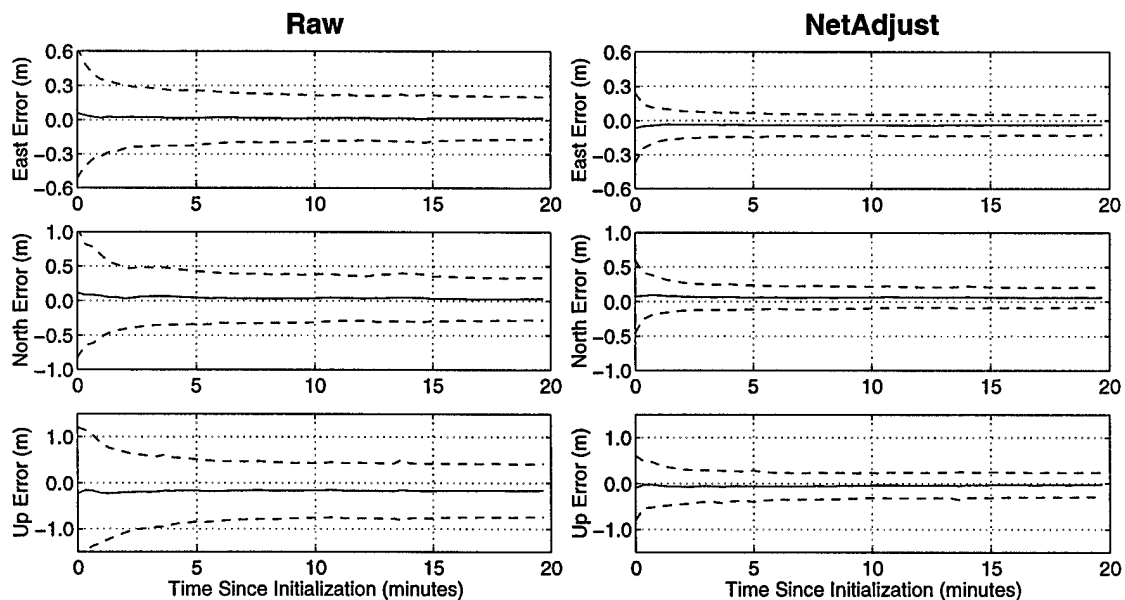 Raw
NetAdjust
East Error (m)
0.6
0.3
0.0
−0.3
−0.6
0 5 10 15 20
East Error (m)
0.6
0.3
0.0
−0.3
−0.6
0 5 10 15 20
North Error (m)
1.0
0.5
0.0
−0.5
−1.0
0 5 10 15 20
North Error (m)
1.0
0.5
0.0
−0.5
−1.0
0 5 10 15 20
Up Error (m)
1.0
0.0
−1.0
0 5 10 15 20
Time Since Initialization (minutes)
Up Error (m)
1.0
0.0
−1.0
0 5 10 15 20
Time Since Initialization (minutes)